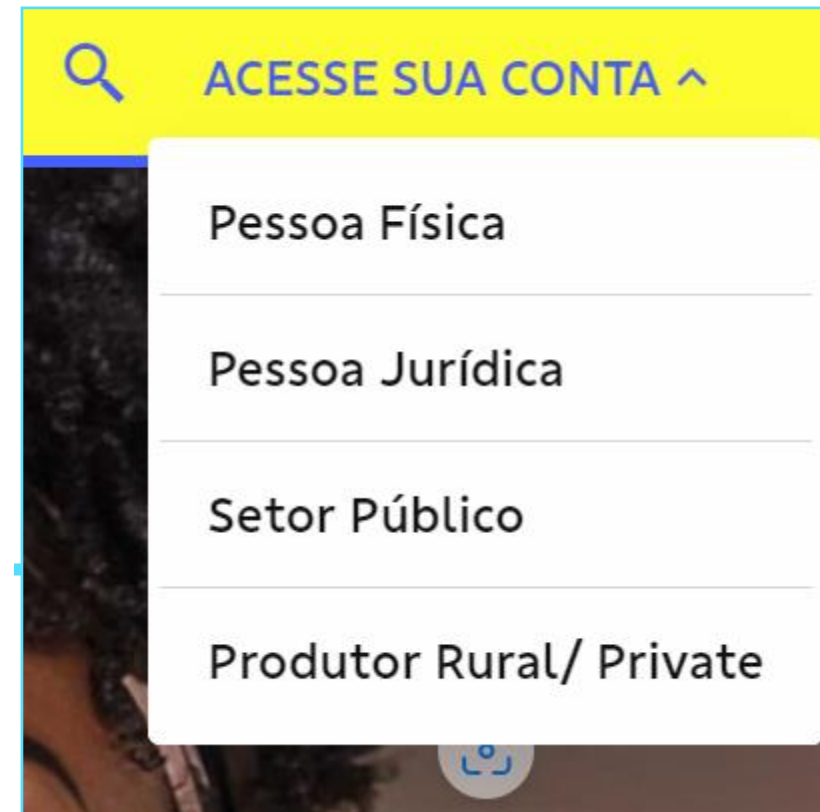 ACESSE SUA CONTA
Pessoa Física
Pessoa Jurídica
Setor Público
Produtor Rural/ Private